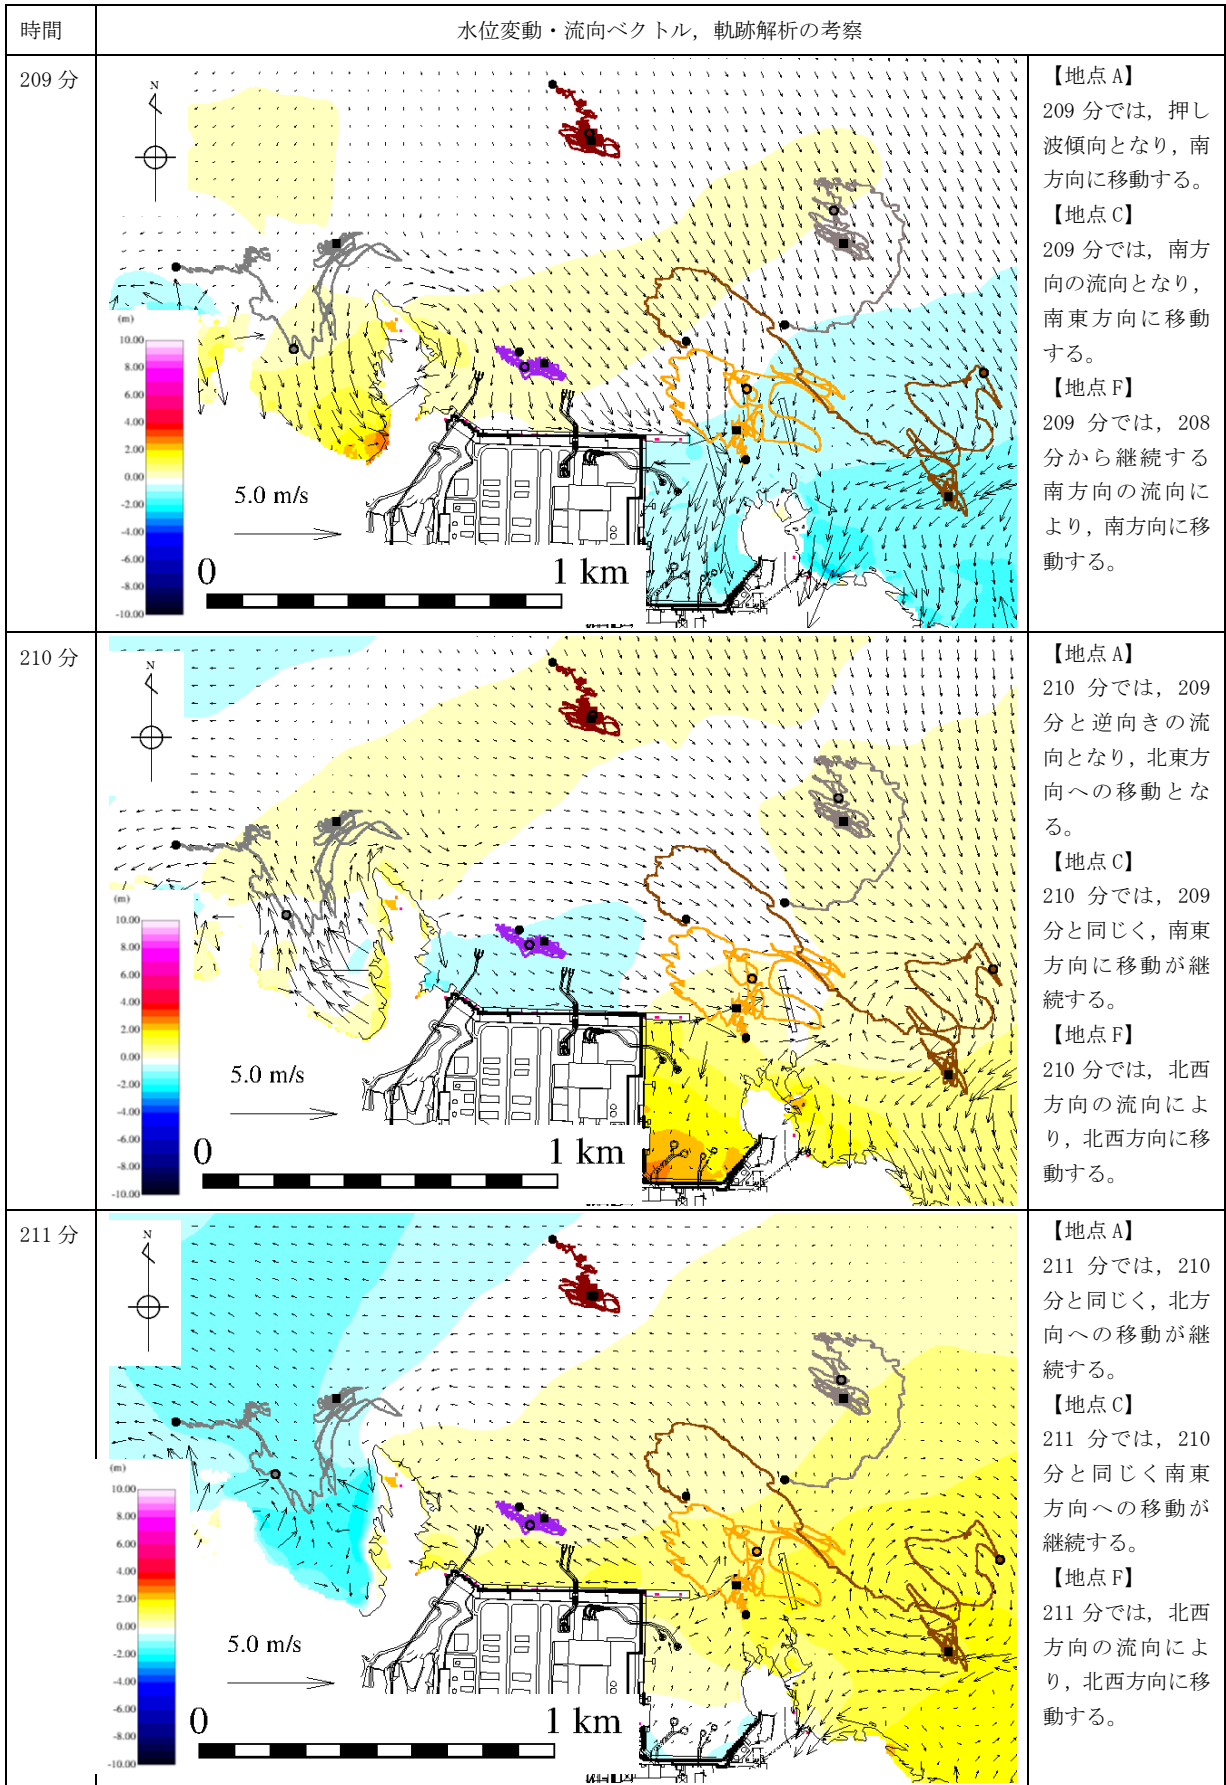 時間
水位変動・流向ベクトル，軌跡解析の考察
209 分
N
(m)
10.00
8.00
6.00
4.00
2.00
0.00
-2.00
-4.00
-6.00
-8.00
-10.00
5.0 m/s
0
1 km
【地点 A】
209 分では，押し
波傾向となり，南
方向に移動する。
【地点 C】
209 分では，南方
向の流向となり，
南東方向に移動
する。
【地点 F】
209 分では，208
分から継続する
南方向の流向に
より，南方向に移
動する。
210 分
N
(m)
10.00
8.00
6.00
4.00
2.00
0.00
-2.00
-4.00
-6.00
-8.00
-10.00
5.0 m/s
0
1 km
【地点 A】
210 分では，209
分と逆向きの流
向となり，北東方
向への移動とな
る。
【地点 C】
210 分では，209
分と同じく，南東
方向に移動が継
続する。
【地点 F】
210 分では，北西
方向の流向によ
り，北西方向に移
動する。
211 分
N
(m)
10.00
8.00
6.00
4.00
2.00
0.00
-2.00
-4.00
-6.00
-8.00
-10.00
5.0 m/s
0
1 km
【地点 A】
211 分では，210
分と同じく，北方
向への移動が継
続する。
【地点 C】
211 分では，210
分と同じく南東
方向への移動が
継続する。
【地点 F】
211 分では，北西
方向の流向によ
り，北西方向に移
動する。